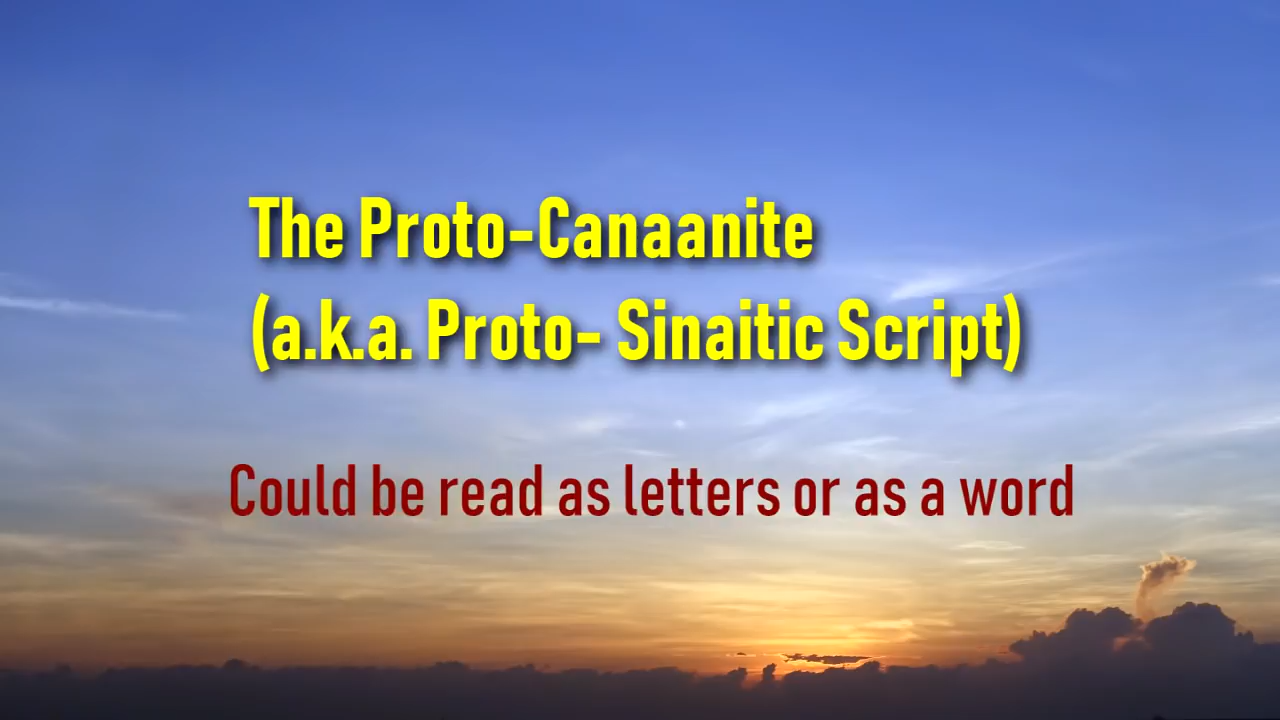 The Proto-Canaanite
(a.k.a. Proto- Sinaitic Script)
Could be read as letters or as a word